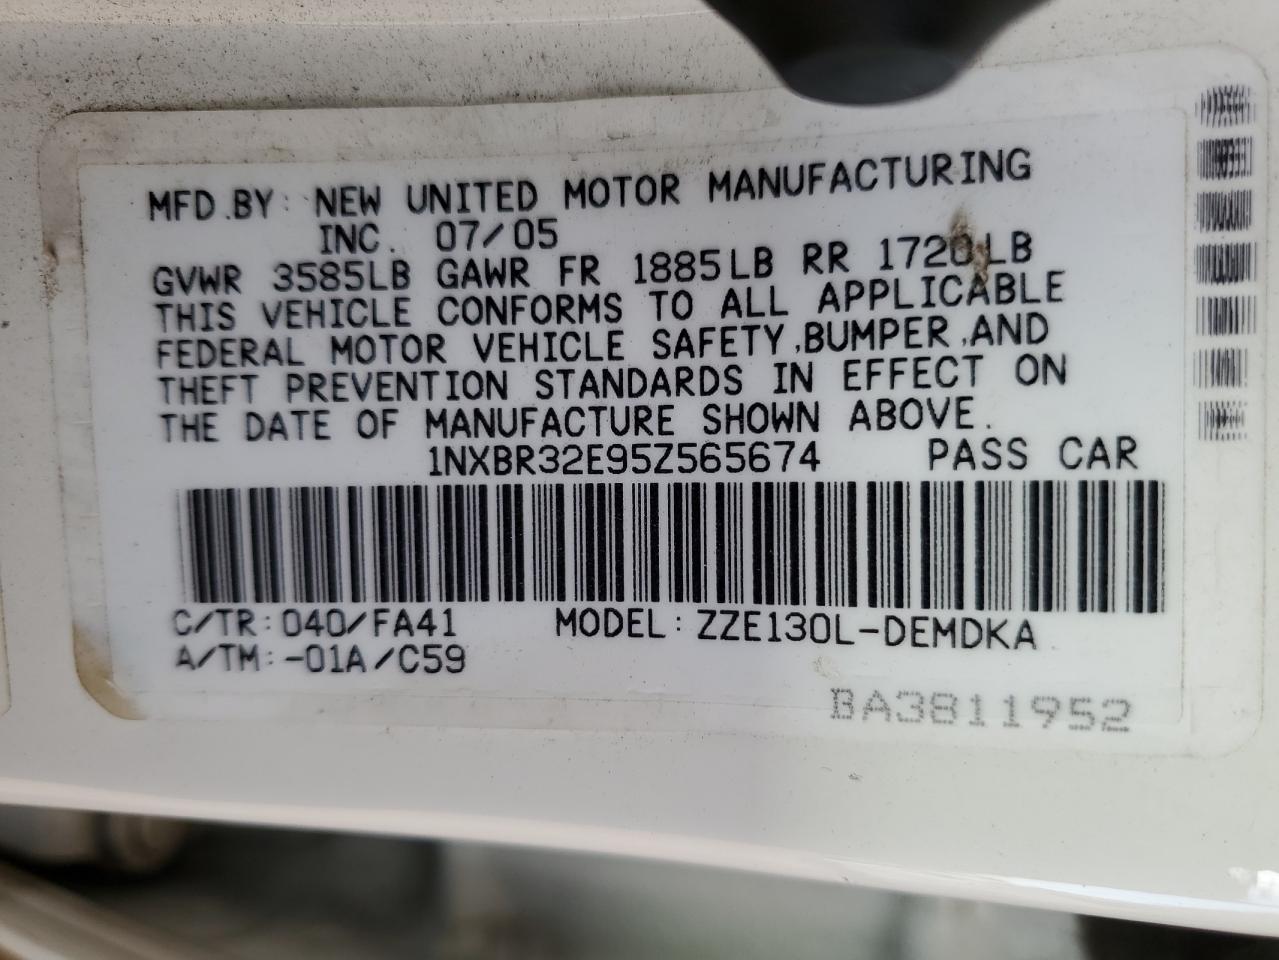 MFD.BY: NEW UNITED MOTOR MANUFACTURING
INC. 07/05
GVWR 3585LB GAWR FR 1885LB RR 1720LB
THIS VEHICLE CONFORMS TO ALL APPLICABLE
FEDERAL MOTOR VEHICLE SAFETY,BUMPER,AND
THEFT PREVENTION STANDARDS IN EFFECT ON
THE DATE OF MANUFACTURE SHOWN ABOVE.
1NXBR32E95Z565674 PASS CAR
C/TR:040/FA41 MODEL:ZZE130L-DEMDKA
A/TM:-01A/C59
BA3811952